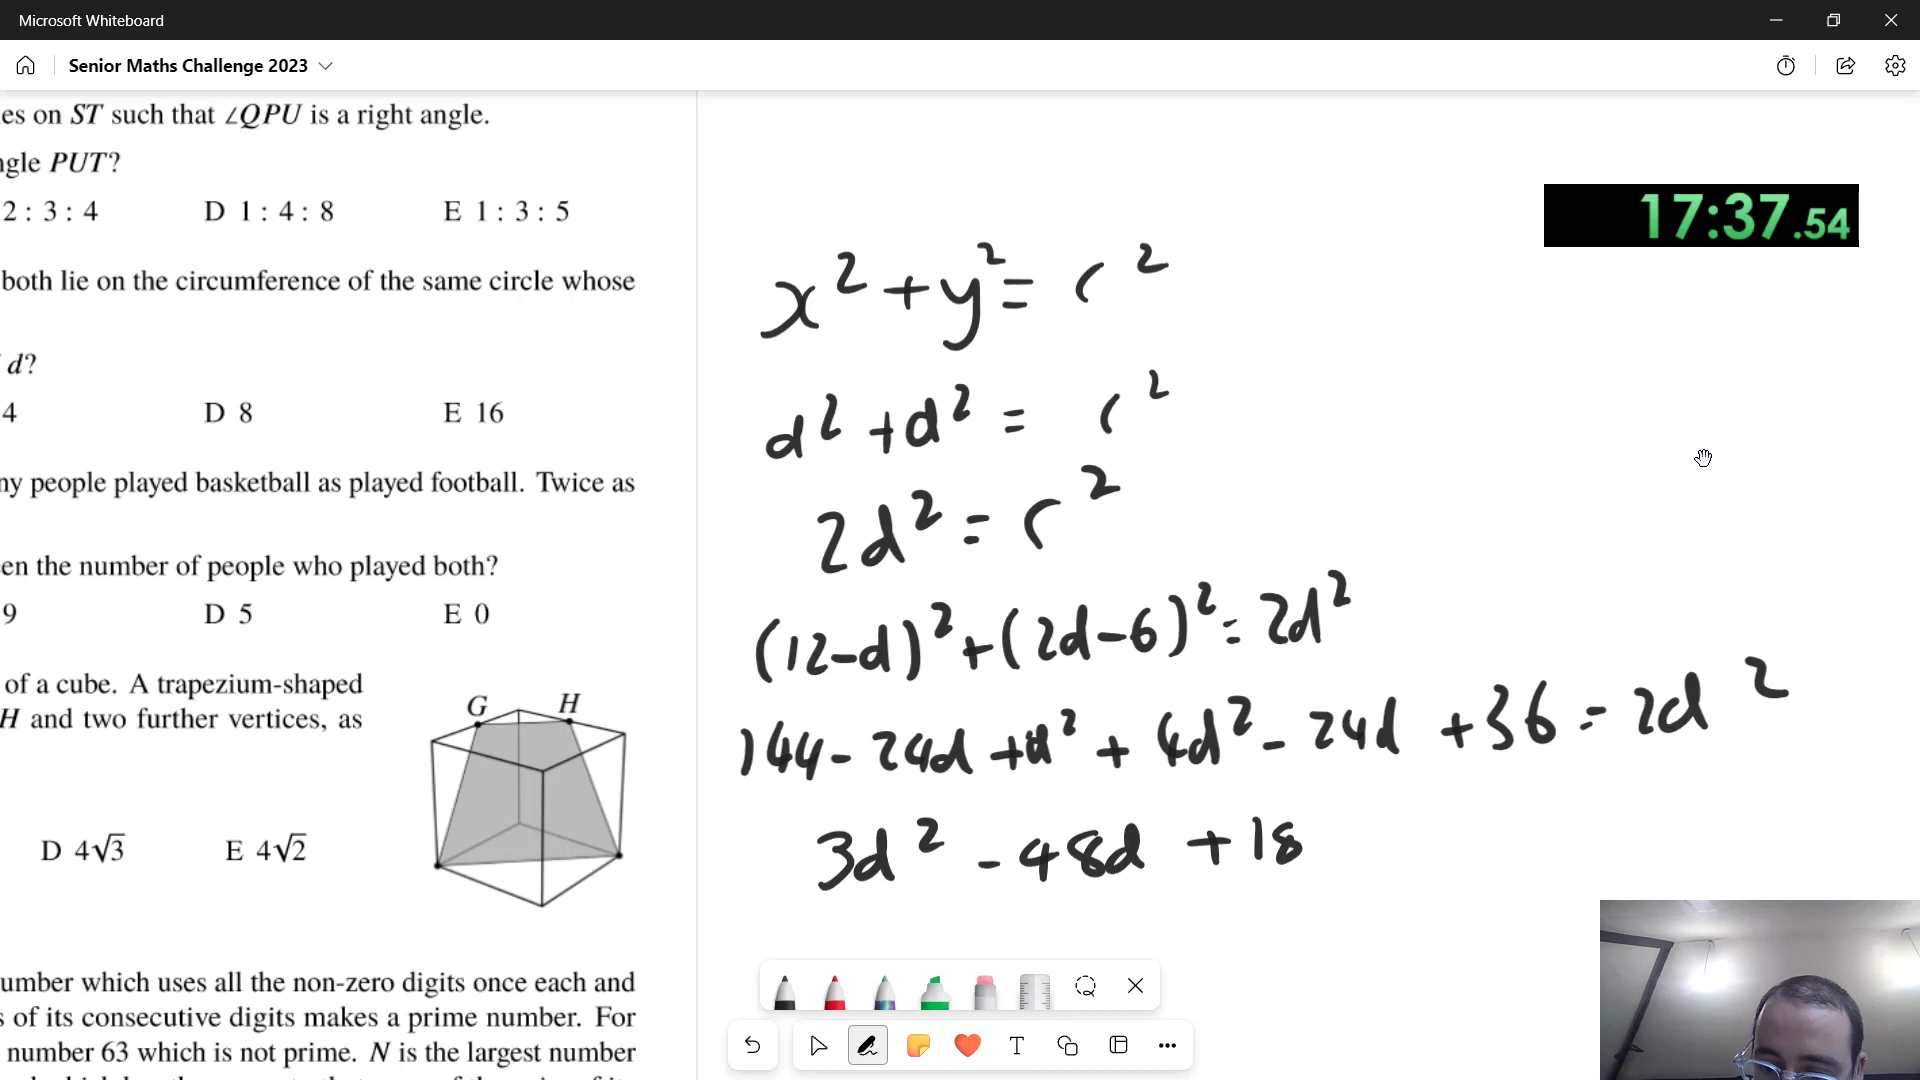 Microsoft Whiteboard
Senior Maths Challenge 2023
es on ST such that ∠QPU is a right angle.
ngle PUT?
2 : 3 : 4 D 1 : 4 : 8 E 1 : 3 : 5
both lie on the circumference of the same circle whose
d?
4 D 8 E 16
ny people played basketball as played football. Twice as
en the number of people who played both?
9 D 5 E 0
of a cube. A trapezium-shaped
H and two further vertices, as
G H
D 4√3 E 4√2
umber which uses all the non-zero digits once each and
s of its consecutive digits makes a prime number. For
number 63 which is not prime. N is the largest number
17:37.54
x² + y² = r²
d² + d² = r²
2d² = r²
(12-d)² + (2d-6)² = 2d²
144 - 24d + d² + 4d² - 24d + 36 = 2d²
3d² - 48d + 18
T